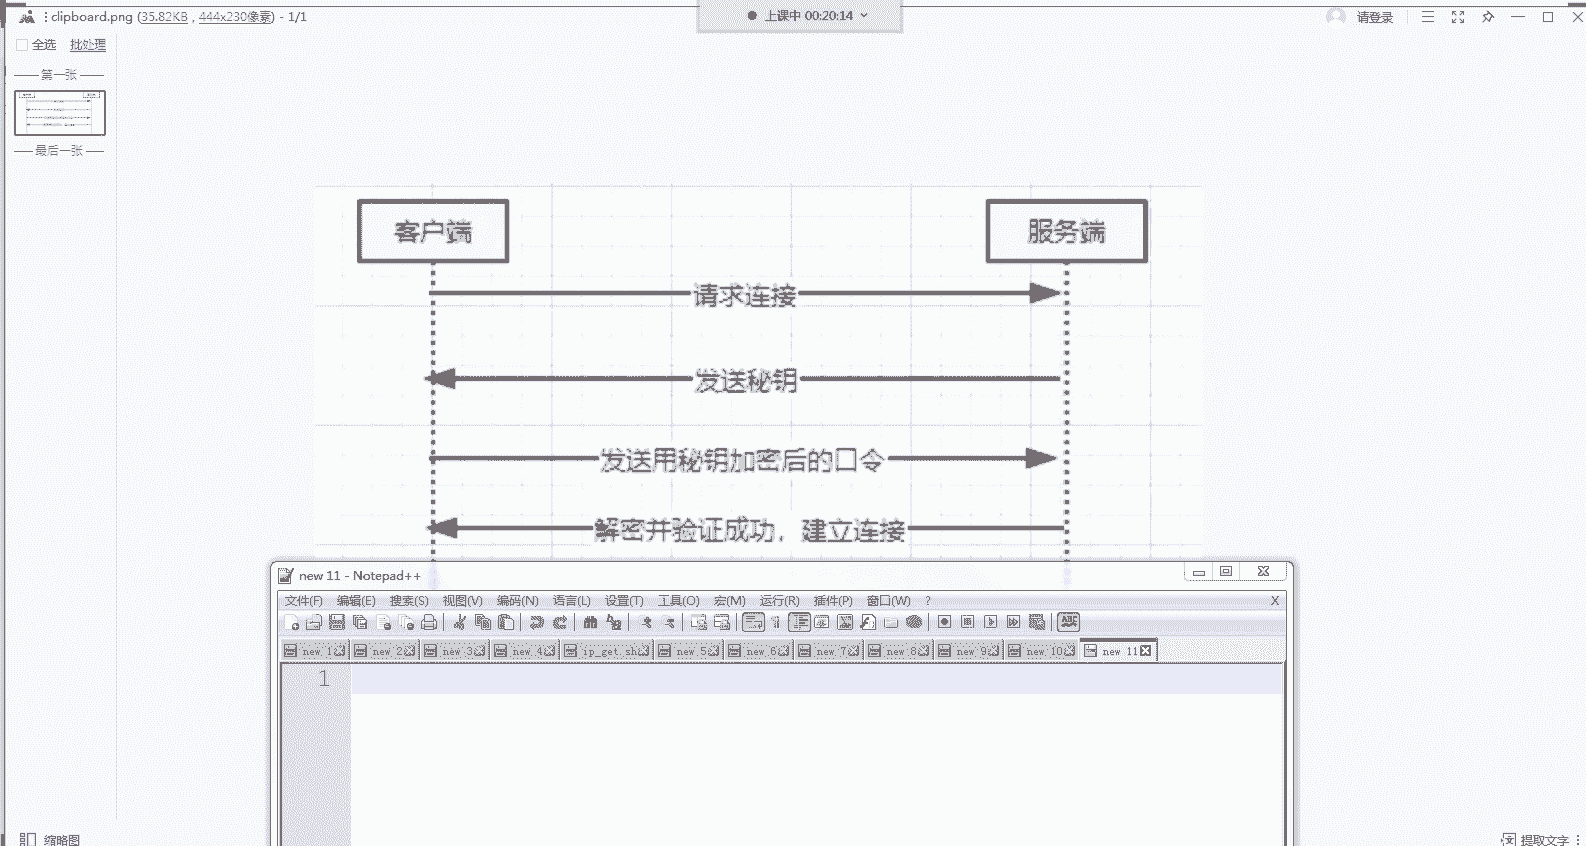 clipboard.png (35.82KB , 444x230像素) - 1/1
上课中 00:20:14
请登录
全选 批处理
第一张
最后一张
客户端 服务端
请求连接
发送秘钥
发送用秘钥加密后的口令
解密并验证成功，建立连接
new 11 - Notepad++
文件(F) 编辑(E) 搜索(S) 视图(V) 编码(N) 语言(L) 设置(T) 工具(O) 宏(M) 运行(R) 插件(P) 窗口(W) ? X
new 1 new 2 new 3 new 4 ip_get.sh new 5 new 6 new 7 new 8 new 9 new 10 new 11
1
缩略图 提取文字